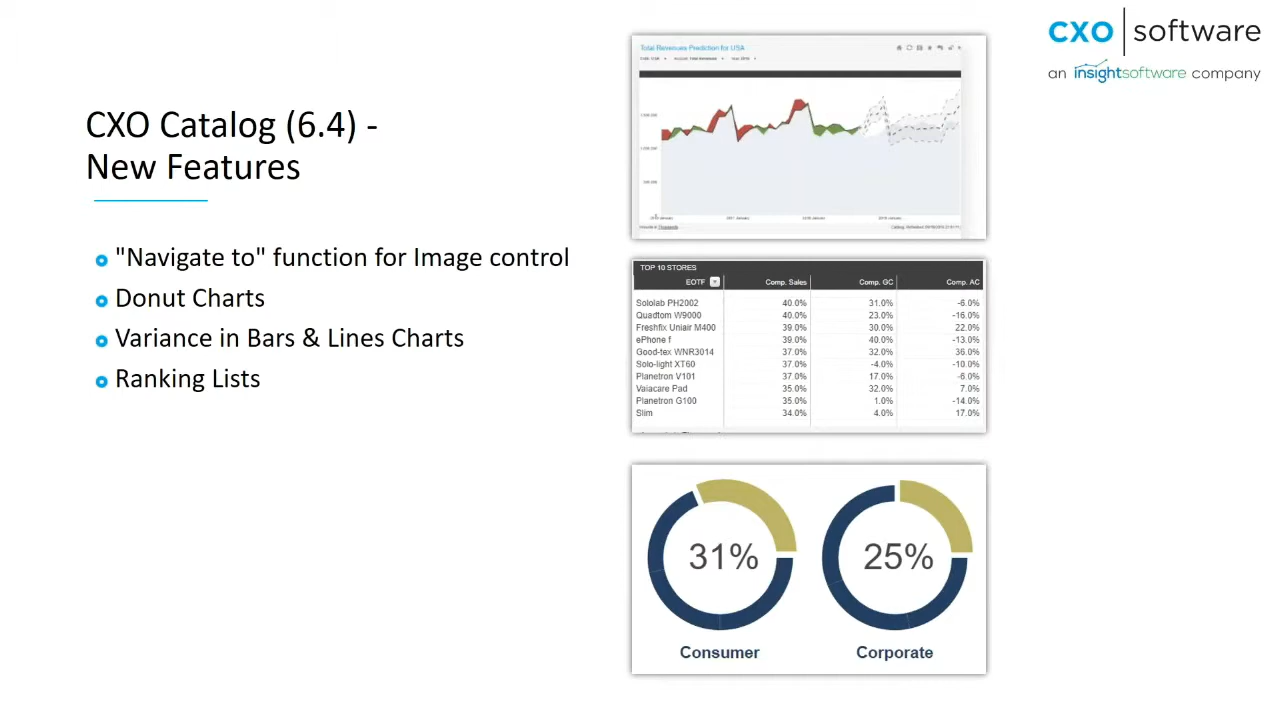 CXO software
an insightsoftware company
CXO Catalog (6.4) -
New Features
"Navigate to" function for Image control
Donut Charts
Variance in Bars & Lines Charts
Ranking Lists
Total Revenues Prediction for USA
TOP 10 STORES
EOTF Comp. Sales Comp. GC Comp. AC
Sololab PH2002 40.0% 31.0% -6.0%
Quadtom W9000 40.0% 23.0% -16.0%
Freshfix Uniair M400 39.0% 30.0% 22.0%
ePhone f 39.0% 40.0% -13.0%
Good-tex WNR3014 37.0% 32.0% 36.0%
Solo-light XT60 37.0% -4.0% -10.0%
Planetron V101 37.0% 17.0% -6.0%
Vaiacare Pad 35.0% 32.0% 7.0%
Planetron G100 35.0% 1.0% -14.0%
Slim 34.0% 4.0% 17.0%
31% 25%
Consumer Corporate